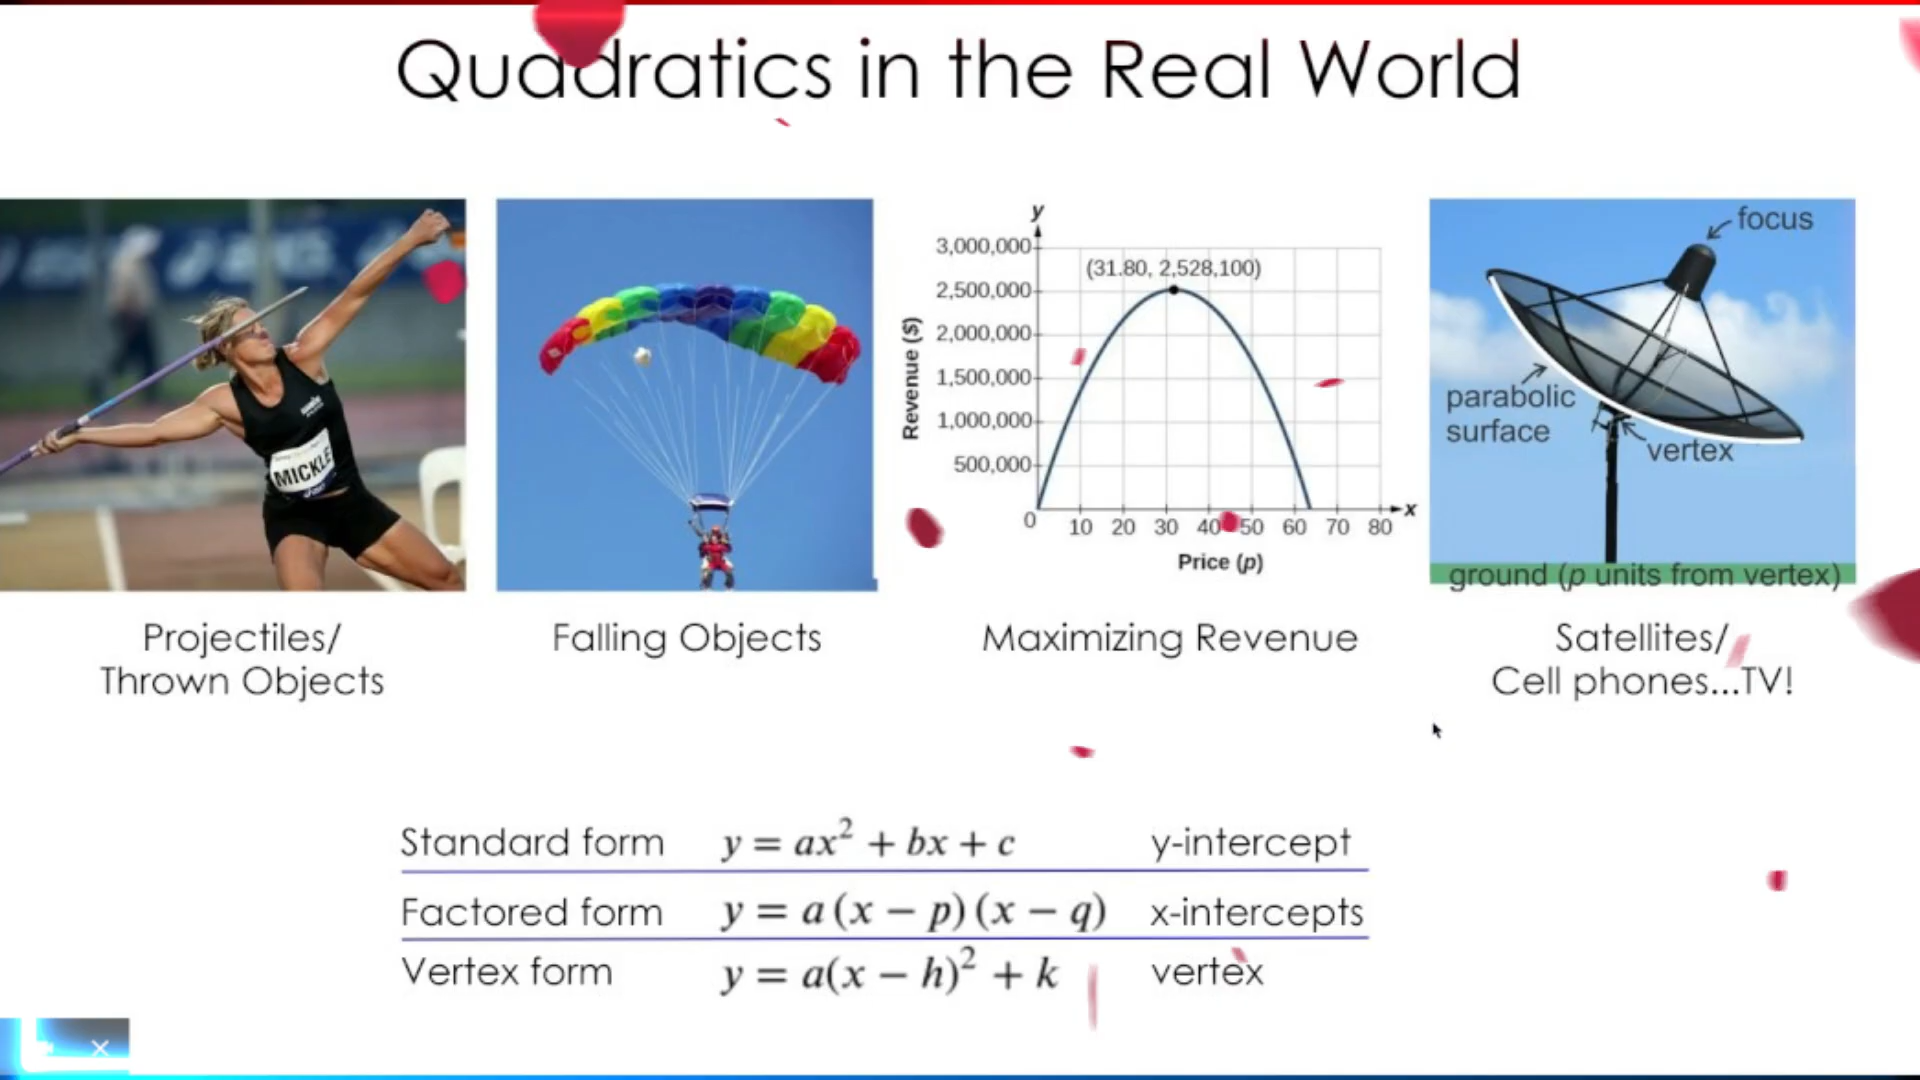 Quadratics in the Real World
MICKLE
y
3,000,000
(31.80, 2,528,100)
2,500,000
2,000,000
1,500,000
1,000,000
500,000
0
10 20 30 40 50 60 70 80
x
Revenue ($)
Price (p)
focus
parabolic
surface
vertex
ground (p units from vertex)
Projectiles/
Thrown Objects
Falling Objects
Maximizing Revenue
Satellites/
Cell phones...TV!
Standard form y = ax² + bx + c y-intercept
Factored form y = a (x − p) (x − q) x-intercepts
Vertex form y = a(x − h)² + k vertex